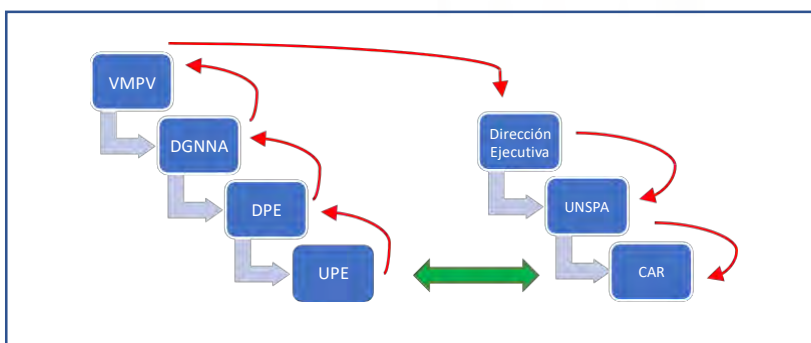 VMPV
DGNNA
DPE
UPE
Dirección
Ejecutiva
UNSPA
CAR